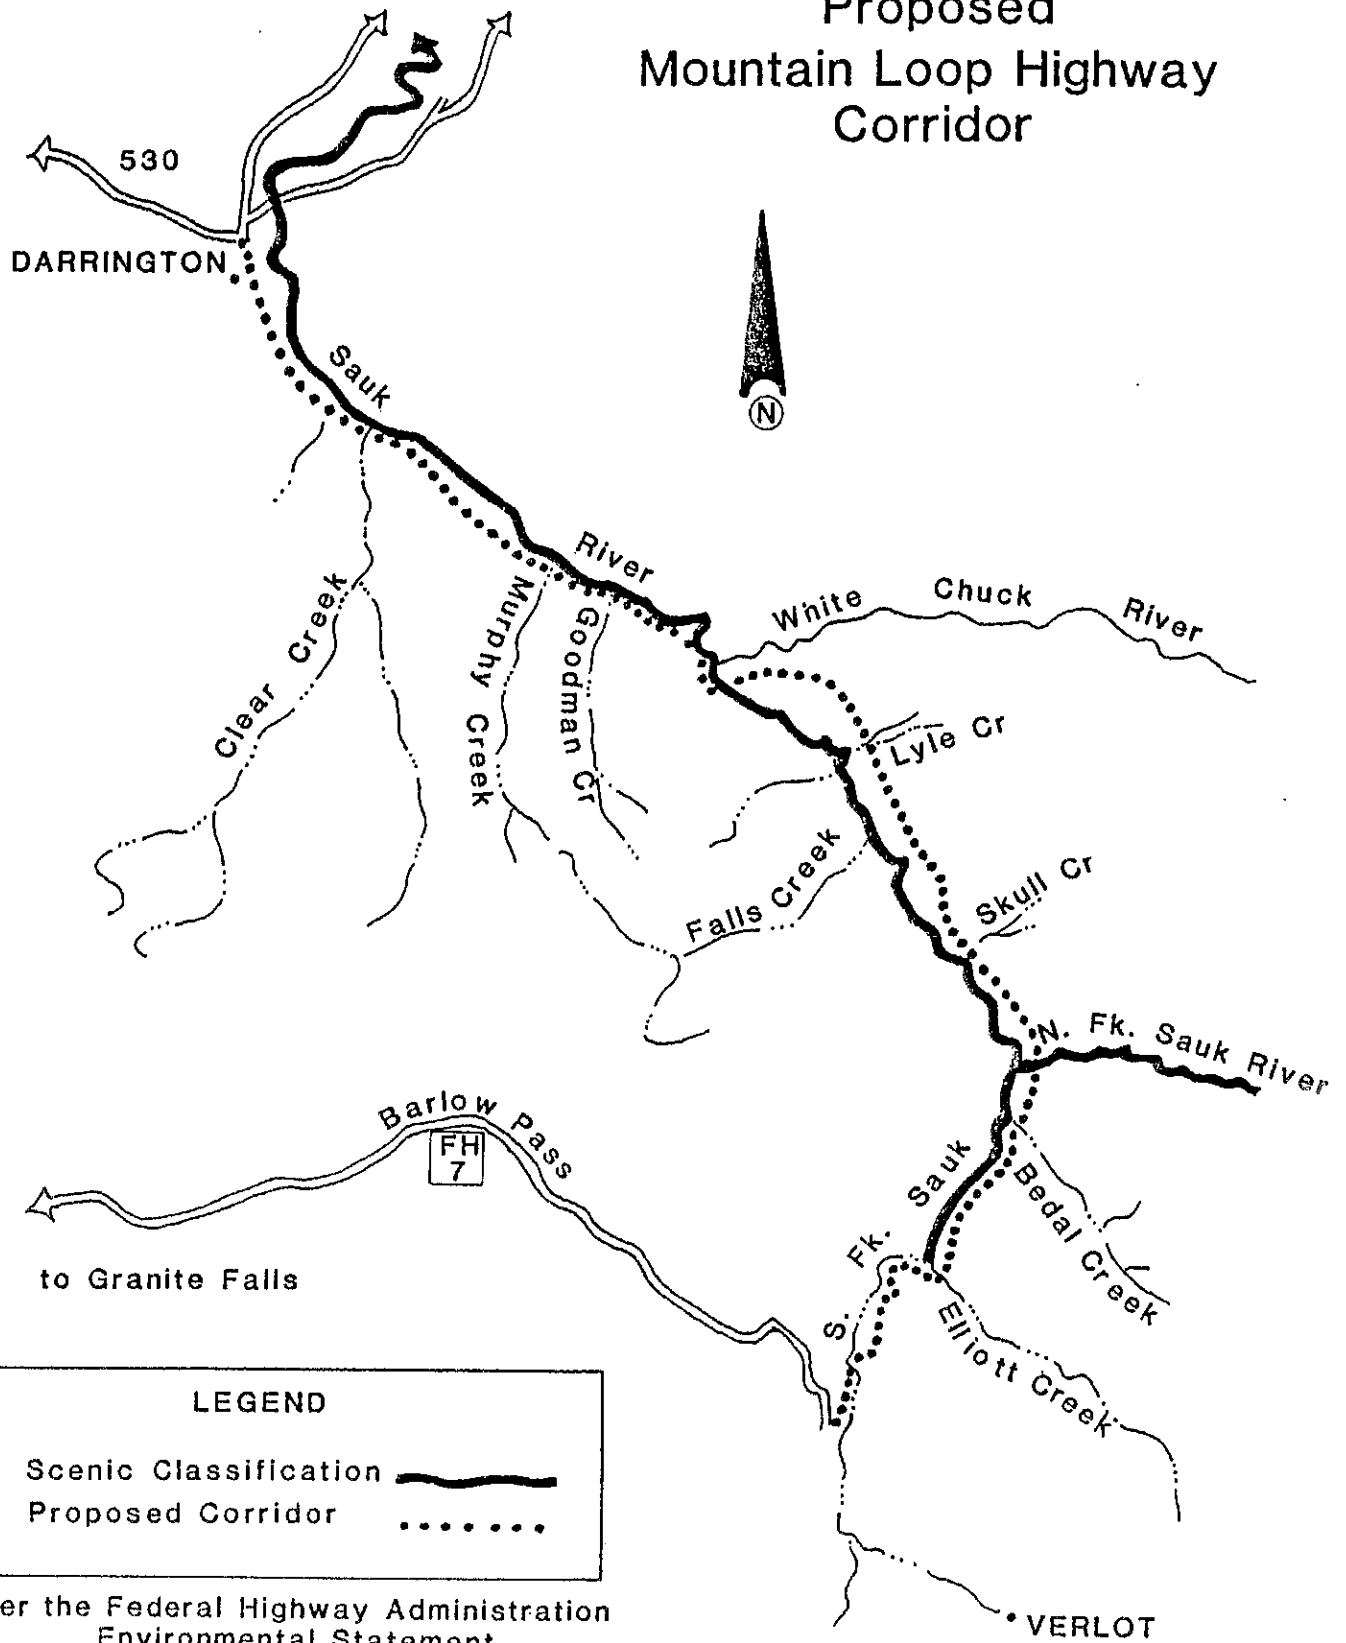 Proposed
Mountain Loop Highway
Corridor
530
DARRINGTON
N
Sauk
River
White Chuck River
Clear Creek
Murphy Creek
Goodman Cr
Lyle Cr
Falls Creek
Skull Cr
N. Fk. Sauk River
Barlow Pass
FH
7
S. Fk. Sauk
Bedal Creek
Elliott Creek
to Granite Falls
LEGEND
Scenic Classification
Proposed Corridor
er the Federal Highway Administration
Environmental Statement
VERLOT